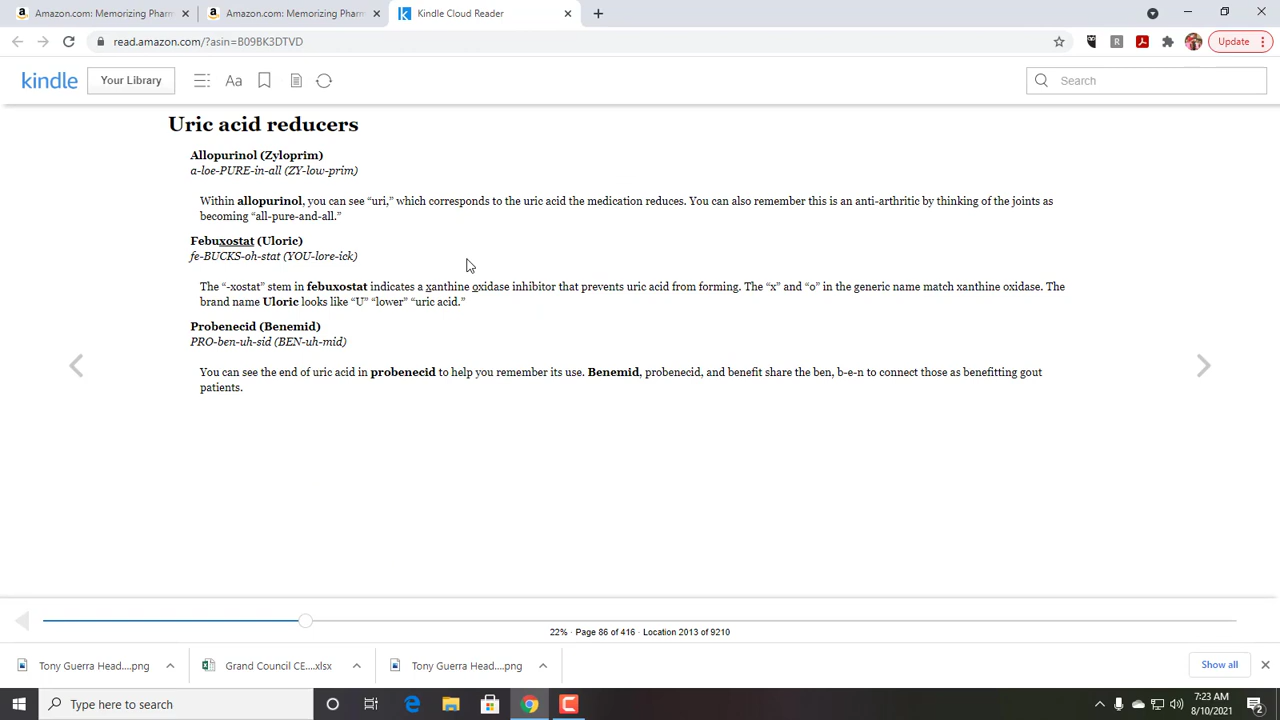 Amazon.com: Memorizing Pharm
Amazon.com: Memorizing Pharm
Kindle Cloud Reader
read.amazon.com/?asin=B09BK3DTVD
Update
kindle
Your Library
Aa
Search
Uric acid reducers
Allopurinol (Zyloprim)
a-loe-PURE-in-all (ZY-low-prim)
Within allopurinol, you can see “uri,” which corresponds to the uric acid the medication reduces. You can also remember this is an anti-arthritic by thinking of the joints as
becoming “all-pure-and-all.”
Febuxostat (Uloric)
fe-BUCKS-oh-stat (YOU-lore-ick)
The “-xostat” stem in febuxostat indicates a xanthine oxidase inhibitor that prevents uric acid from forming. The “x” and “o” in the generic name match xanthine oxidase. The
brand name Uloric looks like “U” “lower” “uric acid.”
Probenecid (Benemid)
PRO-ben-uh-sid (BEN-uh-mid)
You can see the end of uric acid in probenecid to help you remember its use. Benemid, probenecid, and benefit share the ben, b-e-n to connect those as benefitting gout
patients.
22% · Page 86 of 416 · Location 2013 of 9210
Tony Guerra Head....png
Grand Council CE....xlsx
Tony Guerra Head....png
Show all
Type here to search
7:23 AM
8/10/2021
2